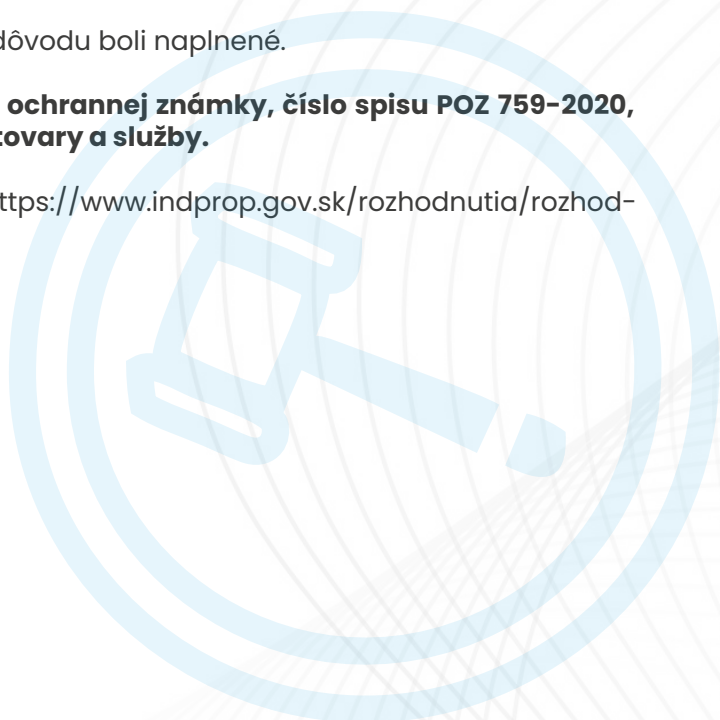 dôvodu boli naplnené.
ochrannej známky, číslo spisu POZ 759-2020,
tovary a služby.
ttps://www.indprop.gov.sk/rozhodnutia/rozhod-